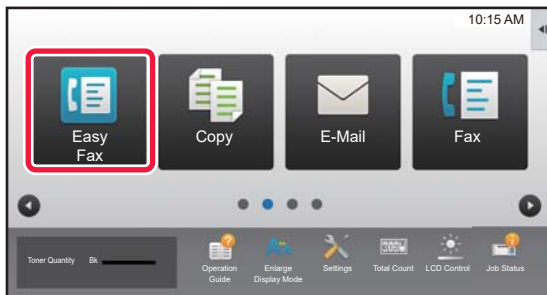 10:15 AM
Easy
Fax
Copy
E-Mail
Fax
Toner Quantity Bk
Operation
Guide
Enlarge
Display Mode
Settings
Total Count
LCD Control
Job Status